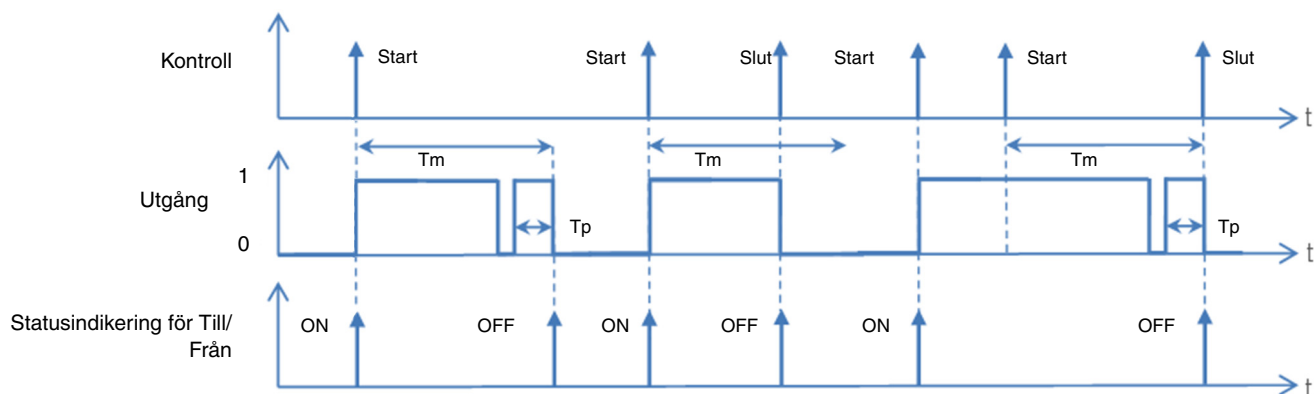 Kontroll
Start
Start
Slut
Start
Start
Slut
t
Tm
Tm
Tm
1
Utgång
0
Tp
Tp
t
Statusindikering för Till/
Från
ON
OFF
ON
OFF
ON
OFF
t